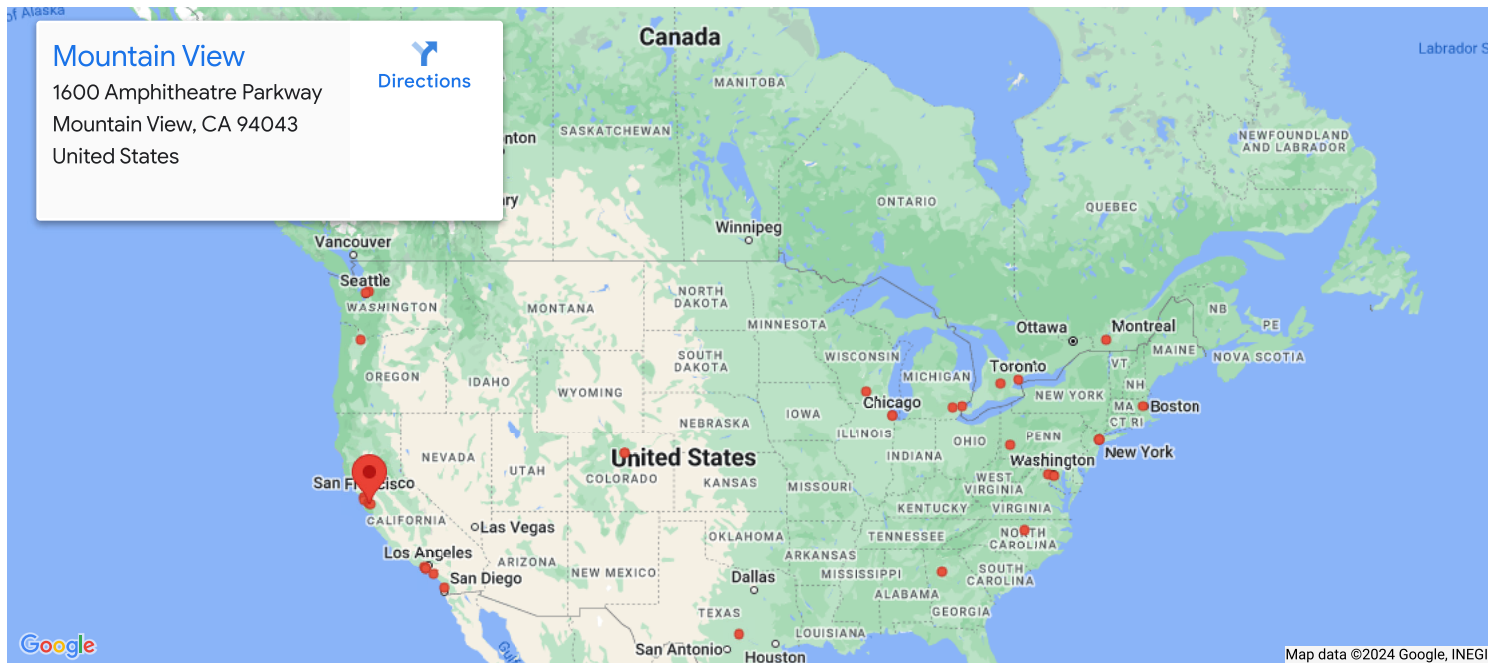 of Alaska
Mountain View
1600 Amphitheatre Parkway
Mountain View, CA 94043
United States
Directions
Canada
Labrador S
MANITOBA
SASKATCHEWAN
nton
NEWFOUNDLAND
AND LABRADOR
ary
ONTARIO
QUEBEC
Winnipeg
Vancouver
Seattle
WASHINGTON
MONTANA
NORTH
DAKOTA
MINNESOTA
Ottawa
Montreal
NB
PE
MAINE
NOVA SCOTIA
WISCONSIN
MICHIGAN
Toronto
VT
NH
OREGON
IDAHO
WYOMING
SOUTH
DAKOTA
NEW YORK
MA
Boston
CT RI
Chicago
IOWA
NEBRASKA
ILLINOIS
OHIO
PENN
New York
INDIANA
Washington
NEVADA
UTAH
United States
COLORADO
KANSAS
MISSOURI
WEST
VIRGINIA
VIRGINIA
KENTUCKY
San Francisco
CALIFORNIA
Las Vegas
OKLAHOMA
TENNESSEE
NORTH
CAROLINA
Los Angeles
ARIZONA
NEW MEXICO
ARKANSAS
MISSISSIPPI
SOUTH
CAROLINA
San Diego
Dallas
ALABAMA
GEORGIA
TEXAS
LOUISIANA
San Antonio
Houston
Gulf
Google
Map data ©2024 Google, INEGI